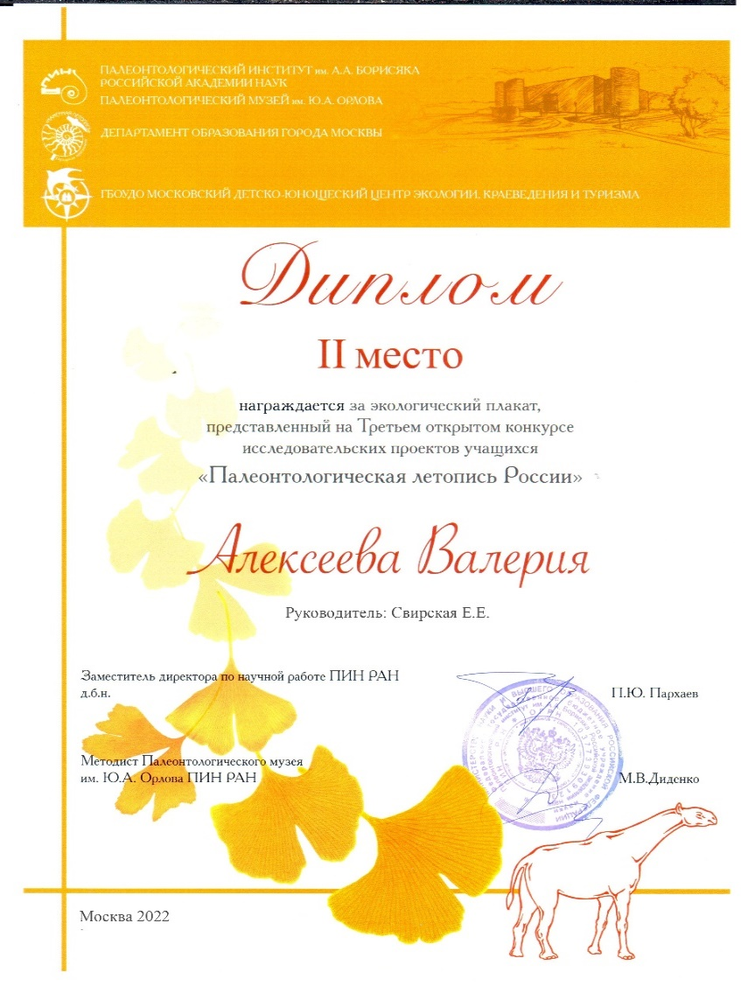 ПИН
ПАЛЕОНТОЛОГИЧЕСКИЙ ИНСТИТУТ им. А.А. БОРИСЯКА
РОССИЙСКОЙ АКАДЕМИИ НАУК
ПАЛЕОНТОЛОГИЧЕСКИЙ МУЗЕЙ им. Ю.А. ОРЛОВА
ДЕПАРТАМЕНТ ОБРАЗОВАНИЯ ГОРОДА МОСКВЫ
ГБОУДО МОСКОВСКИЙ ДЕТСКО-ЮНОШЕСКИЙ ЦЕНТР ЭКОЛОГИИ, КРАЕВЕДЕНИЯ И ТУРИЗМА
Диплом
II место
награждается за экологический плакат,
представленный на Третьем открытом конкурсе
исследовательских проектов учащихся
«Палеонтологическая летопись России»
Алексеева Валерия
Руководитель: Свирская Е.Е.
Заместитель директора по научной работе ПИН РАН
д.б.н.
П.Ю. Пархаев
Методист Палеонтологического музея
им. Ю.А. Орлова ПИН РАН
М.В.Диденко
Москва 2022